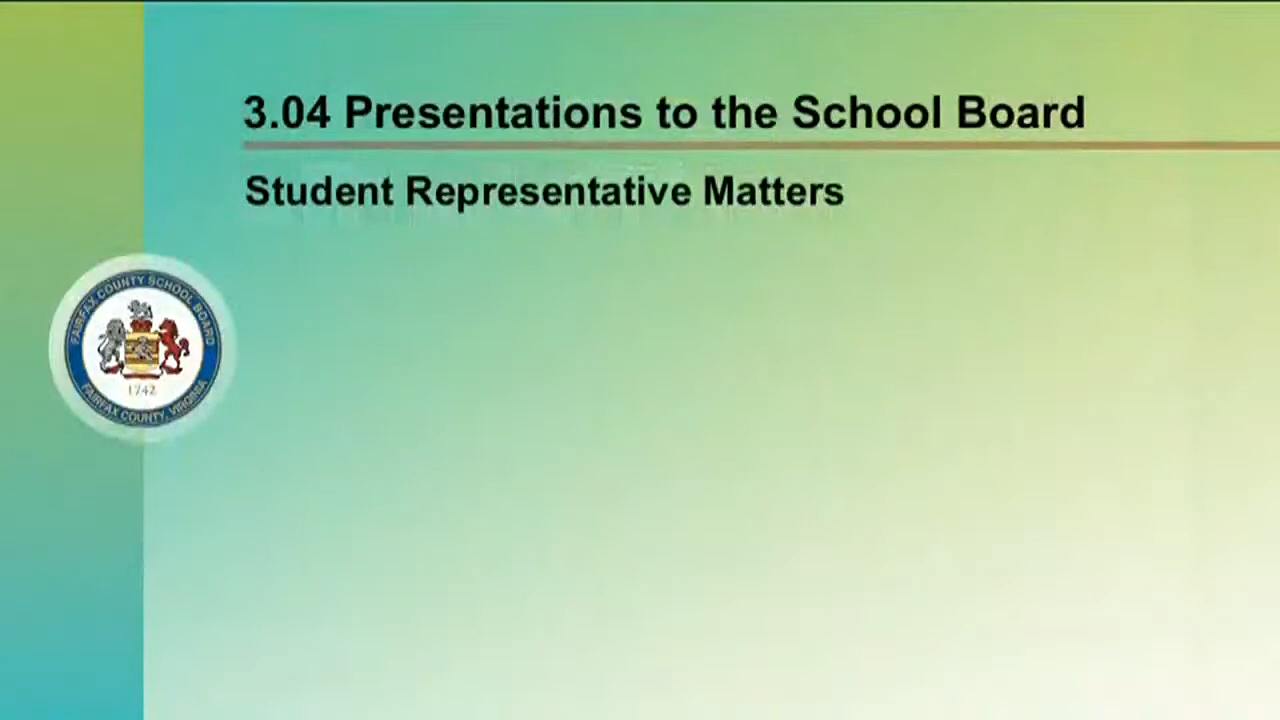 3.04 Presentations to the School Board
Student Representative Matters
FAIRFAX COUNTY SCHOOL BOARD
1742
FAIRFAX COUNTY, VIRGINIA